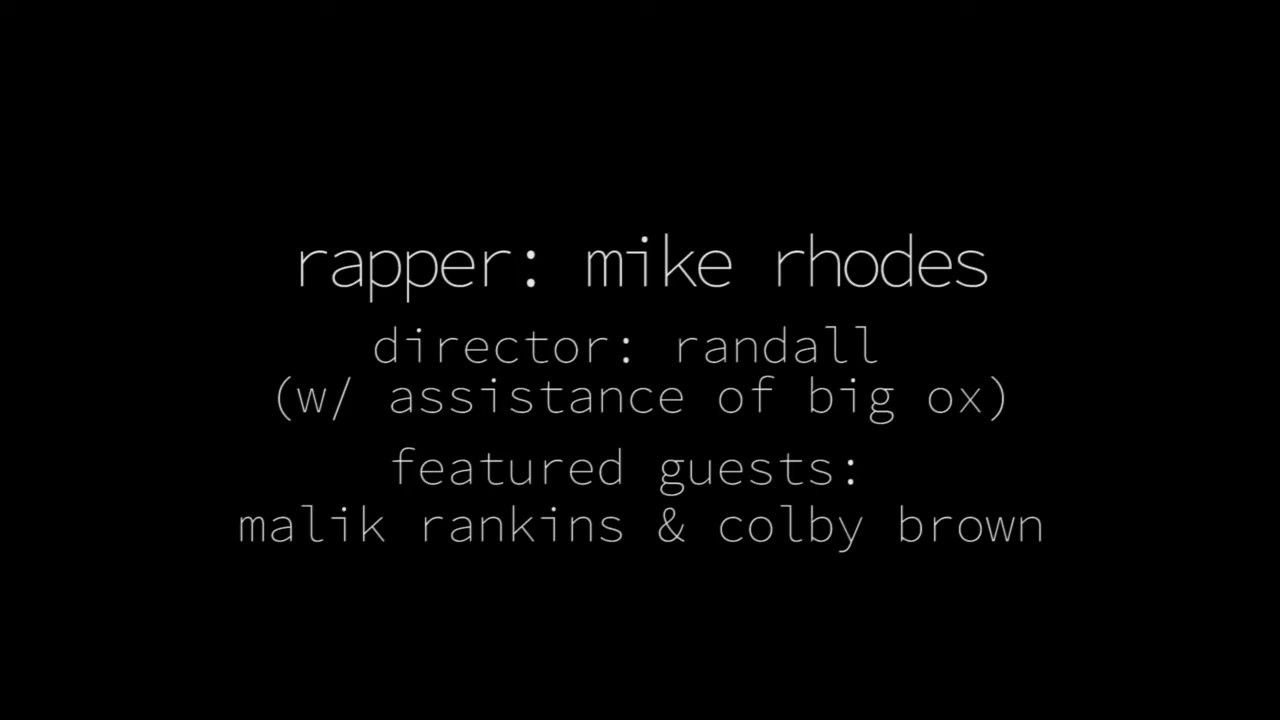 rapper: mike rhodes
director: randall
(w/ assistance of big ox)
featured guests:
malik rankins & colby brown